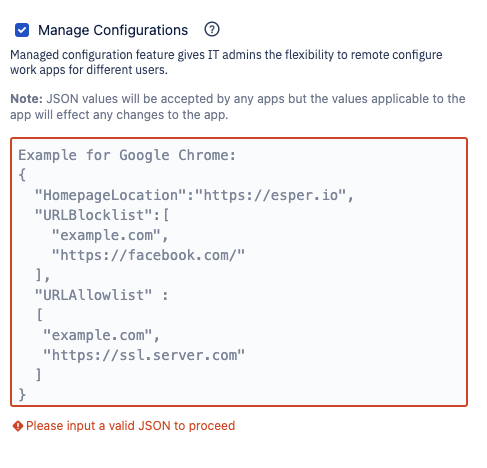 Manage Configurations ?
Managed configuration feature gives IT admins the flexibility to remote configure
work apps for different users.
Note: JSON values will be accepted by any apps but the values applicable to the
app will effect any changes to the app.
Example for Google Chrome:
{
  "HomepageLocation":"https://esper.io",
  "URLBlocklist":[
    "example.com",
    "https://facebook.com/"
  ],
  "URLAllowlist" :
  [
   "example.com",
   "https://ssl.server.com"
  ]
}
Please input a valid JSON to proceed